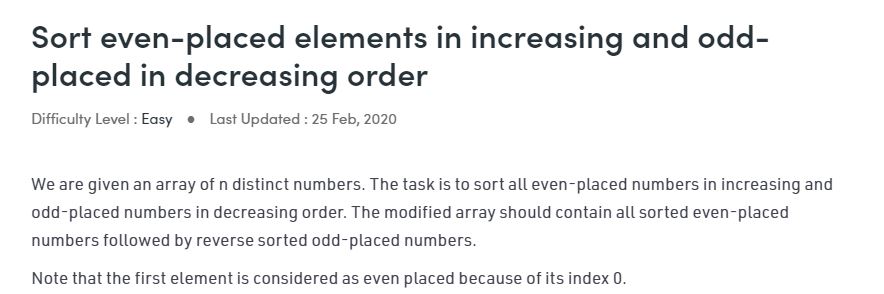 Sort even-placed elements in increasing and odd-
placed in decreasing order
Difficulty Level : Easy ● Last Updated : 25 Feb, 2020
We are given an array of n distinct numbers. The task is to sort all even-placed numbers in increasing and
odd-placed numbers in decreasing order. The modified array should contain all sorted even-placed
numbers followed by reverse sorted odd-placed numbers.
Note that the first element is considered as even placed because of its index 0.